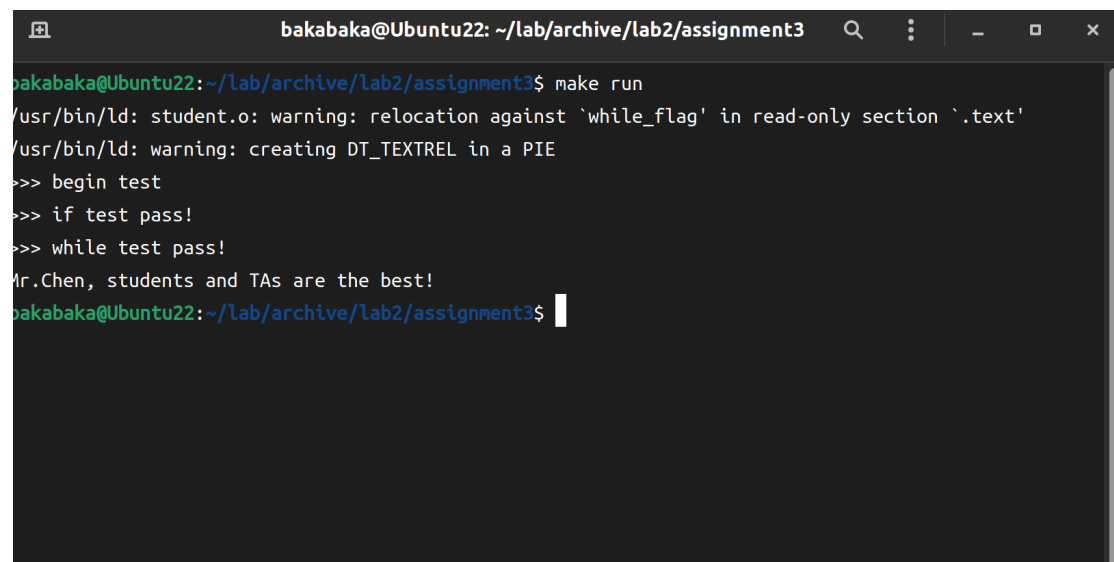 bakabaka@Ubuntu22: ~/lab/archive/lab2/assignment3
bakabaka@Ubuntu22:~/lab/archive/lab2/assignment3$ make run
/usr/bin/ld: student.o: warning: relocation against `while_flag' in read-only section `.text'
/usr/bin/ld: warning: creating DT_TEXTREL in a PIE
>>> begin test
>>> if test pass!
>>> while test pass!
Mr.Chen, students and TAs are the best!
bakabaka@Ubuntu22:~/lab/archive/lab2/assignment3$